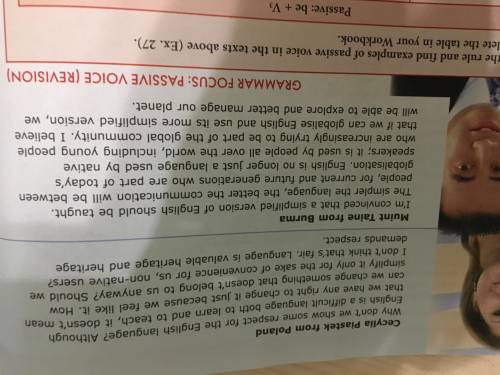 Cecylia Piastek from Poland
Why don't we show some respect for the English language? Although
English is a difficult language both to learn and to teach, it doesn't mean
that we have any right to change it just because we feel like it. How
can we change something that doesn't belong to us anyway? Should we
simplify it only for the sake of convenience for us, non-native users?
I don't think that's fair. Language is valuable heritage and heritage
demands respect.
Muint Taint from Burma
I'm convinced that a simplified version of English should be taught.
The simpler the language, the better the communication will be between
people, for current and future generations who are part of today's
globalisation. English is no longer just a language used by native
speakers; it is used by people all over the world, including young people
who are increasingly trying to be part of the global community. I believe
that if we can globalise English and use its more simplified version, we
will be able to explore and better manage our planet.
GRAMMAR FOCUS: PASSIVE VOICE (REVISION)
the rule and find examples of passive voice in the texts above (Ex. 27).
lete the table in your Workbook.
Passive: be + V₃